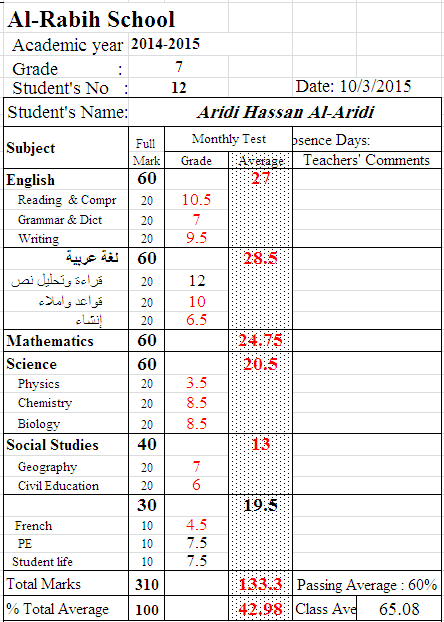 Al-Rabih School
Academic year 2014-2015
Grade : 7
Student's No : 12 Date: 10/3/2015
Student's Name: Aridi Hassan Al-Aridi
Subject Full Mark Monthly Test osence Days:
Grade Average Teachers' Comments
English 60 27
Reading & Compr 20 10.5
Grammar & Dict 20 7
Writing 20 9.5
لغة عربية 60 28.5
قراءة وتحليل نص 20 12
قواعد واملاء 20 10
إنشاء 20 6.5
Mathematics 60 24.75
Science 60 20.5
Physics 20 3.5
Chemistry 20 8.5
Biology 20 8.5
Social Studies 40 13
Geography 20 7
Civil Education 20 6
30 19.5
French 10 4.5
PE 10 7.5
Student life 10 7.5
Total Marks 310 133.3 Passing Average : 60%
% Total Average 100 42.98 Class Ave 65.08